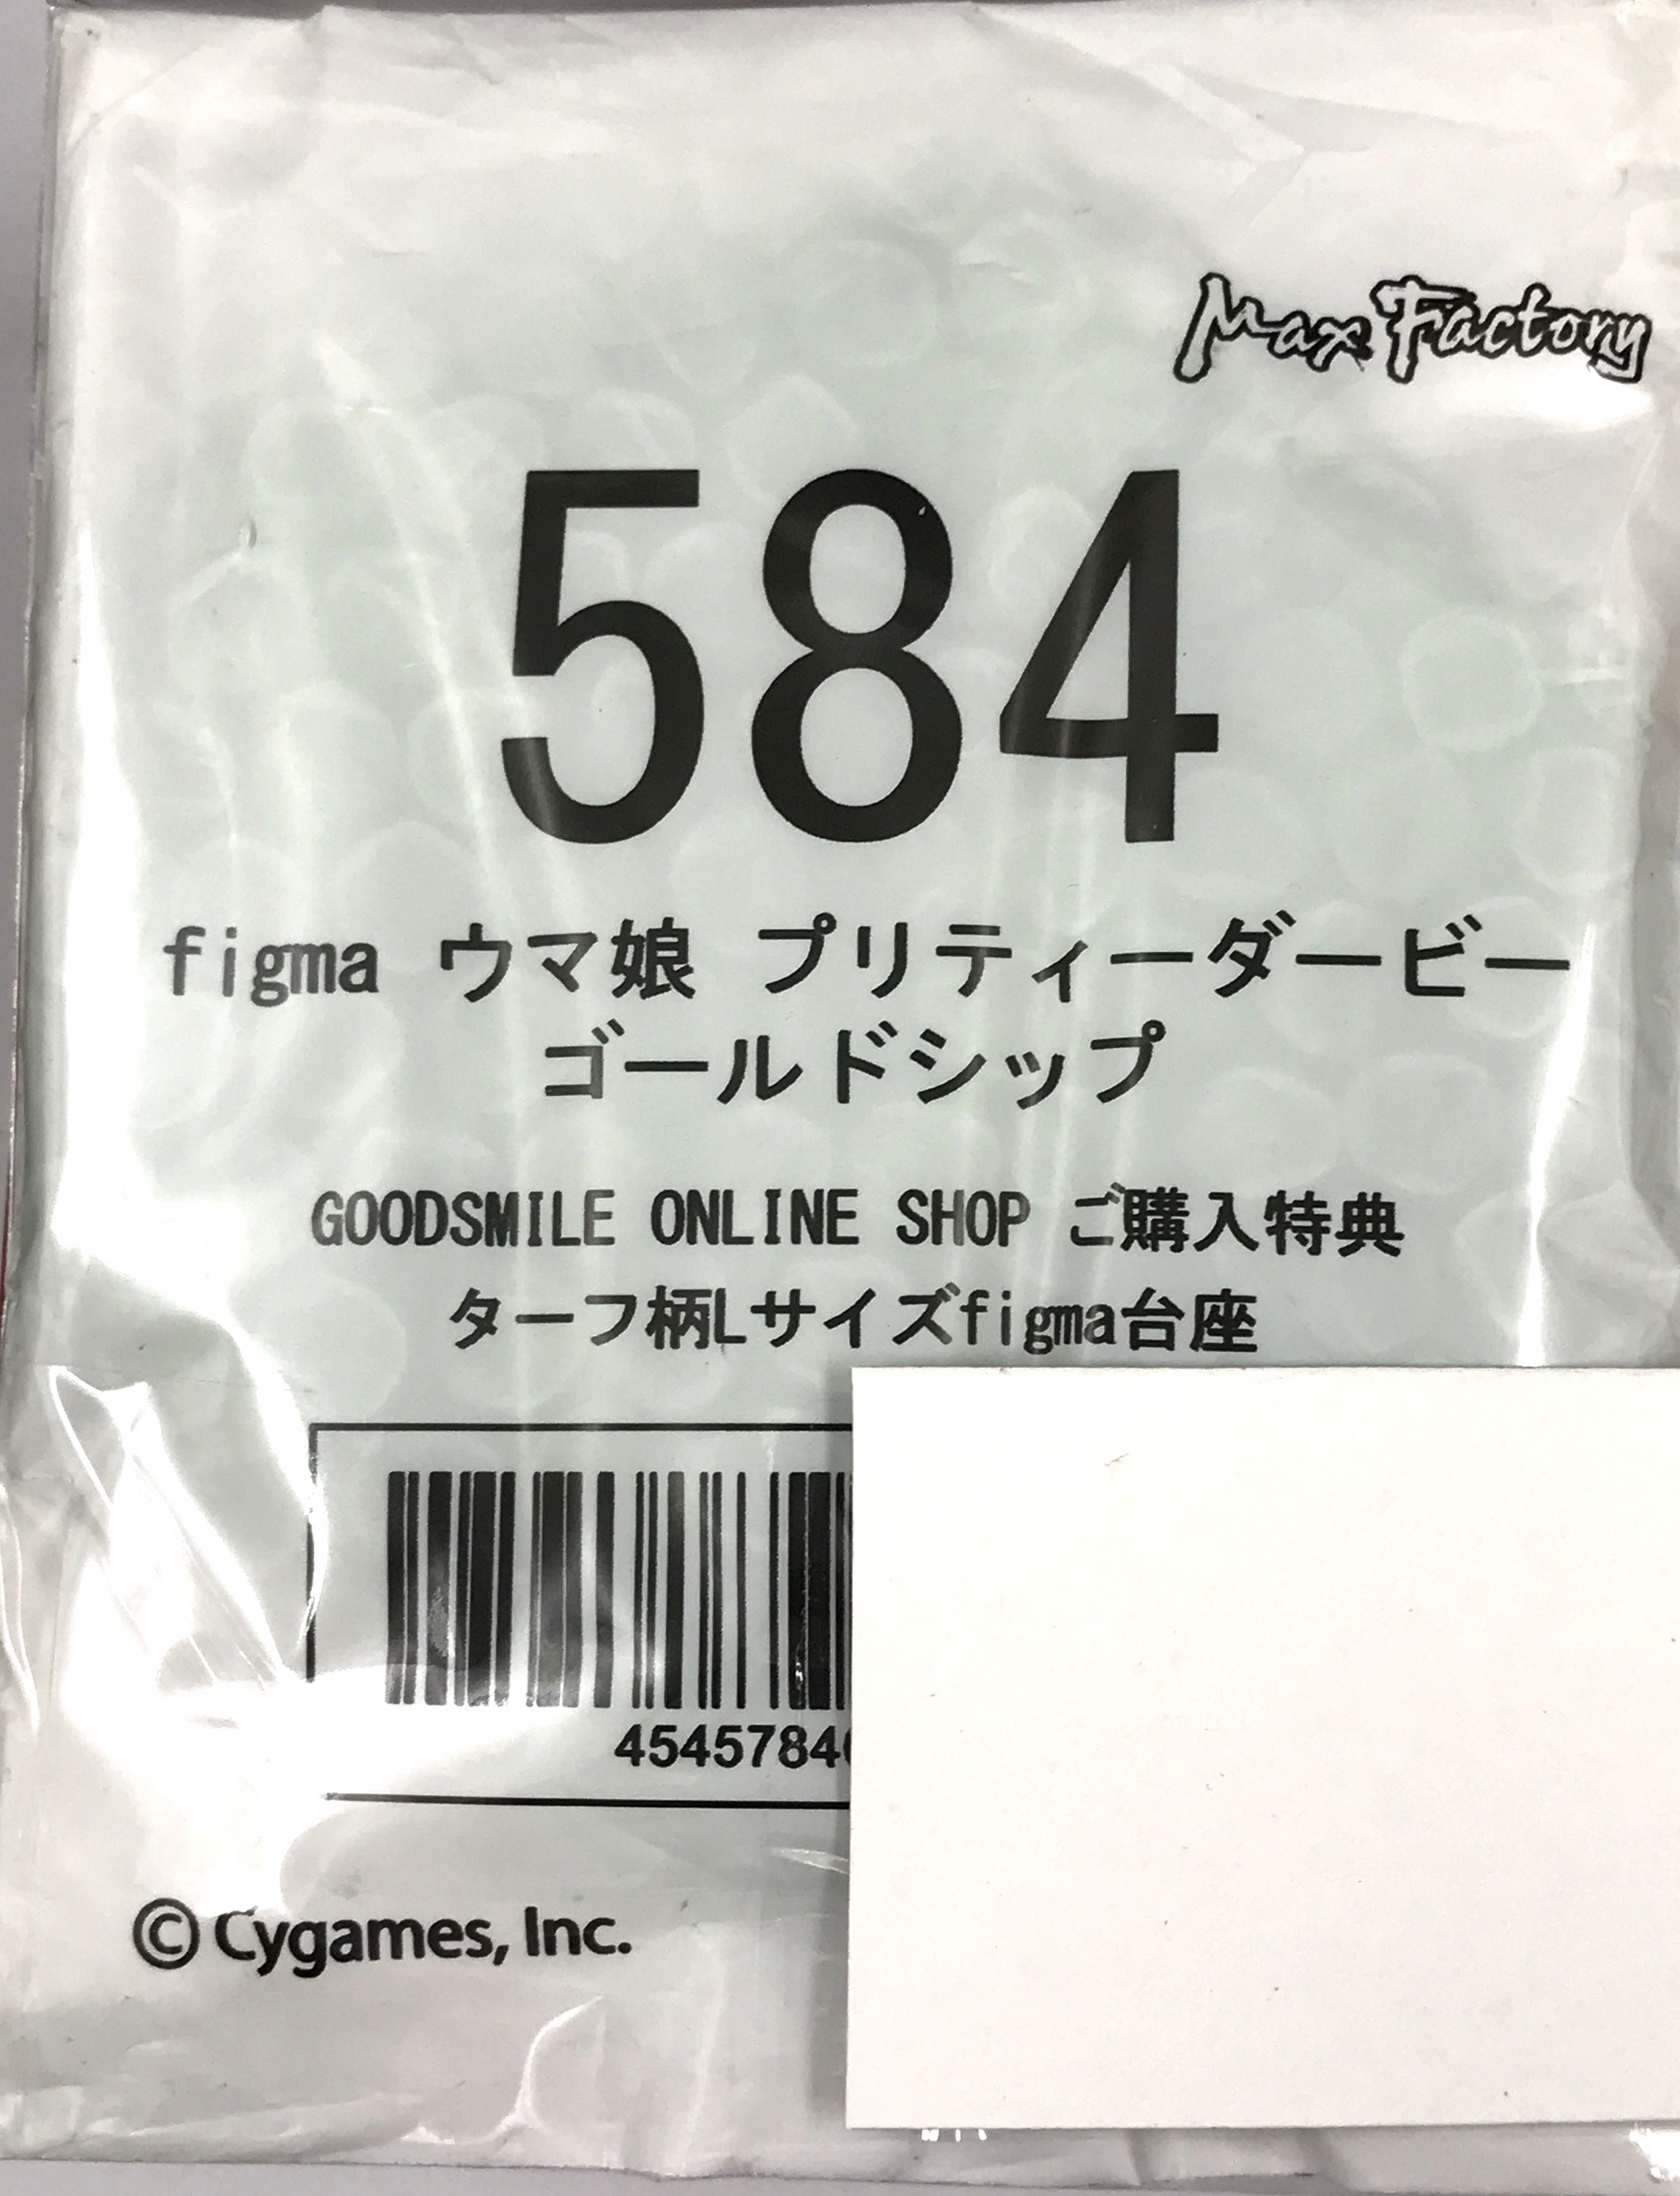 Max Factory
584
figma ウマ娘 プリティーダービー
ゴールドシップ
GOODSMILE ONLINE SHOP ご購入特典
ターフ柄Lサイズfigma台座
4545784
© Cygames, Inc.